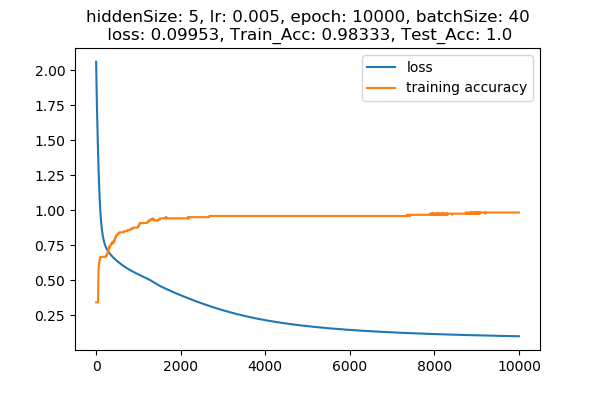 hiddenSize: 5, lr: 0.005, epoch: 10000, batchSize: 40
loss: 0.09953, Train_Acc: 0.98333, Test_Acc: 1.0
loss
training accuracy
2.00
1.75
1.50
1.25
1.00
0.75
0.50
0.25
0 2000 4000 6000 8000 10000